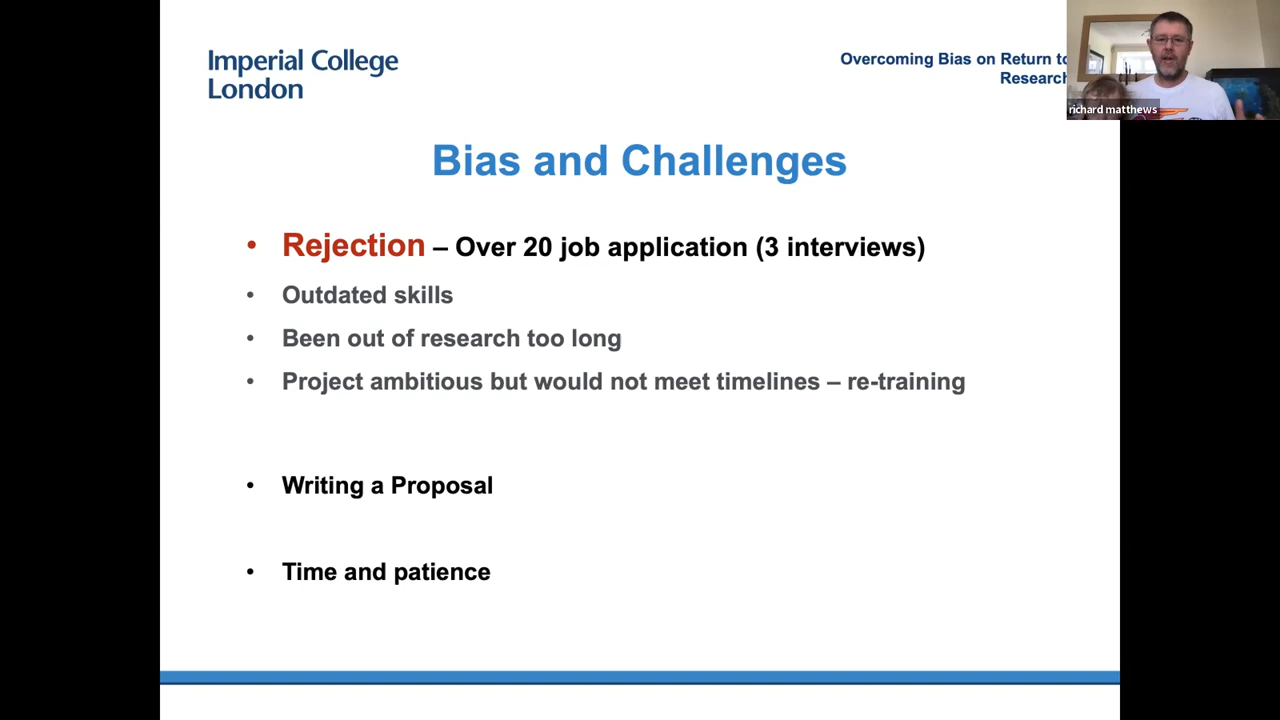 Imperial College
London
Overcoming Bias on Return to
Research
richard matthews
Bias and Challenges
• Rejection – Over 20 job application (3 interviews)
• Outdated skills
• Been out of research too long
• Project ambitious but would not meet timelines – re-training
• Writing a Proposal
• Time and patience